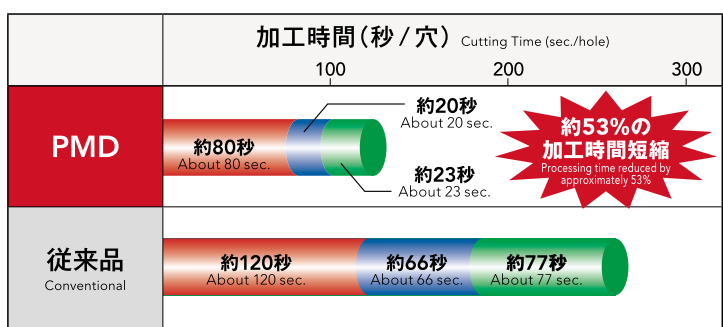 加工時間(秒/穴) Cutting Time (sec./hole)
100 200 300
PMD
約80秒
About 80 sec.
約20秒
About 20 sec.
約23秒
About 23 sec.
約53%の
加工時間短縮
Processing time reduced by
approximately 53%
従来品
Conventional
約120秒
About 120 sec.
約66秒
About 66 sec.
約77秒
About 77 sec.